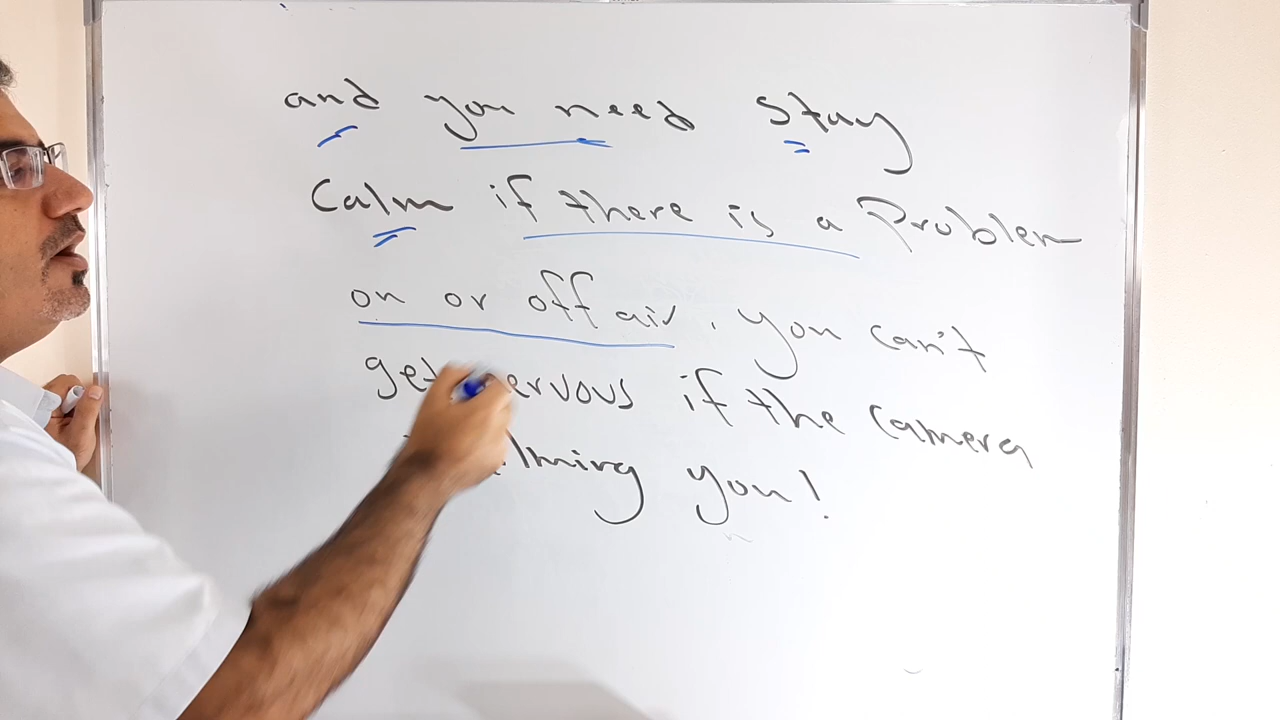 and you need stay
Calm if there is a Problem
on or off air. you can't
get nervous if the Camera
filming you!